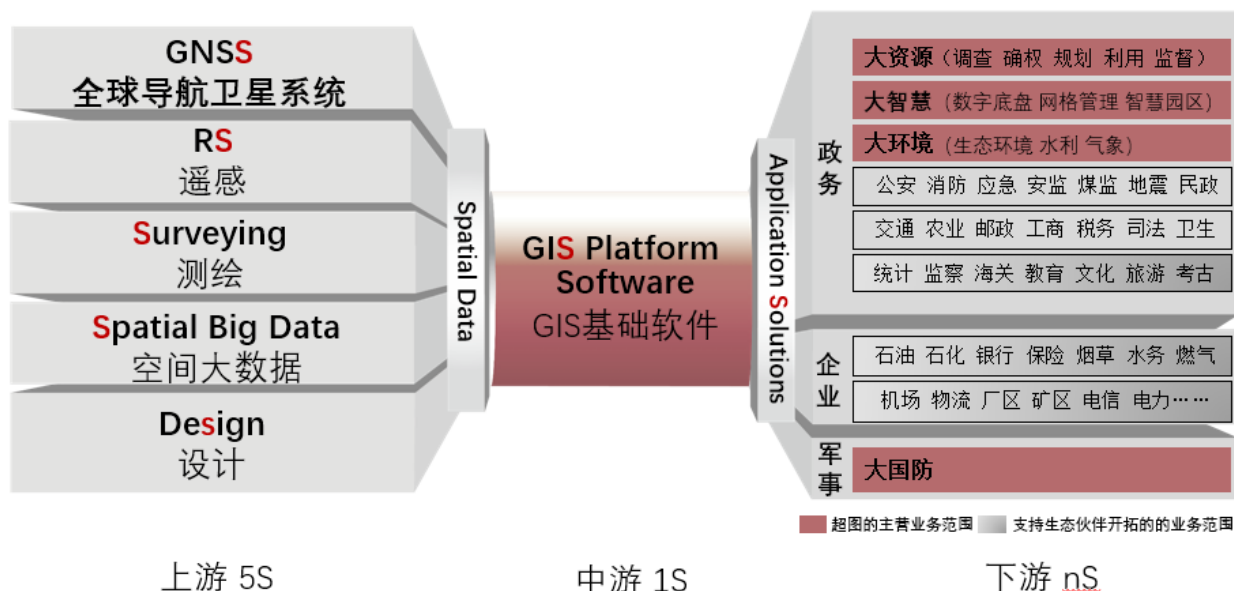 GNSS
全球导航卫星系统
RS
遥感
Surveying
测绘
Spatial Big Data
空间大数据
Design
设计
Spatial Data
GIS Platform
Software
GIS基础软件
Application Solutions
政务
大资源（调查 确权 规划 利用 监督）
大智慧（数字底盘 网格管理 智慧园区）
大环境（生态环境 水利 气象）
公安 消防 应急 安监 煤监 地震 民政
交通 农业 邮政 工商 税务 司法 卫生
统计 监察 海关 教育 文化 旅游 考古
企业
石油 石化 银行 保险 烟草 水务 燃气
机场 物流 厂区 矿区 电信 电力……
军事
大国防
超图的主营业务范围
支持生态伙伴开拓的的业务范围
上游 5S
中游 1S
下游 nS